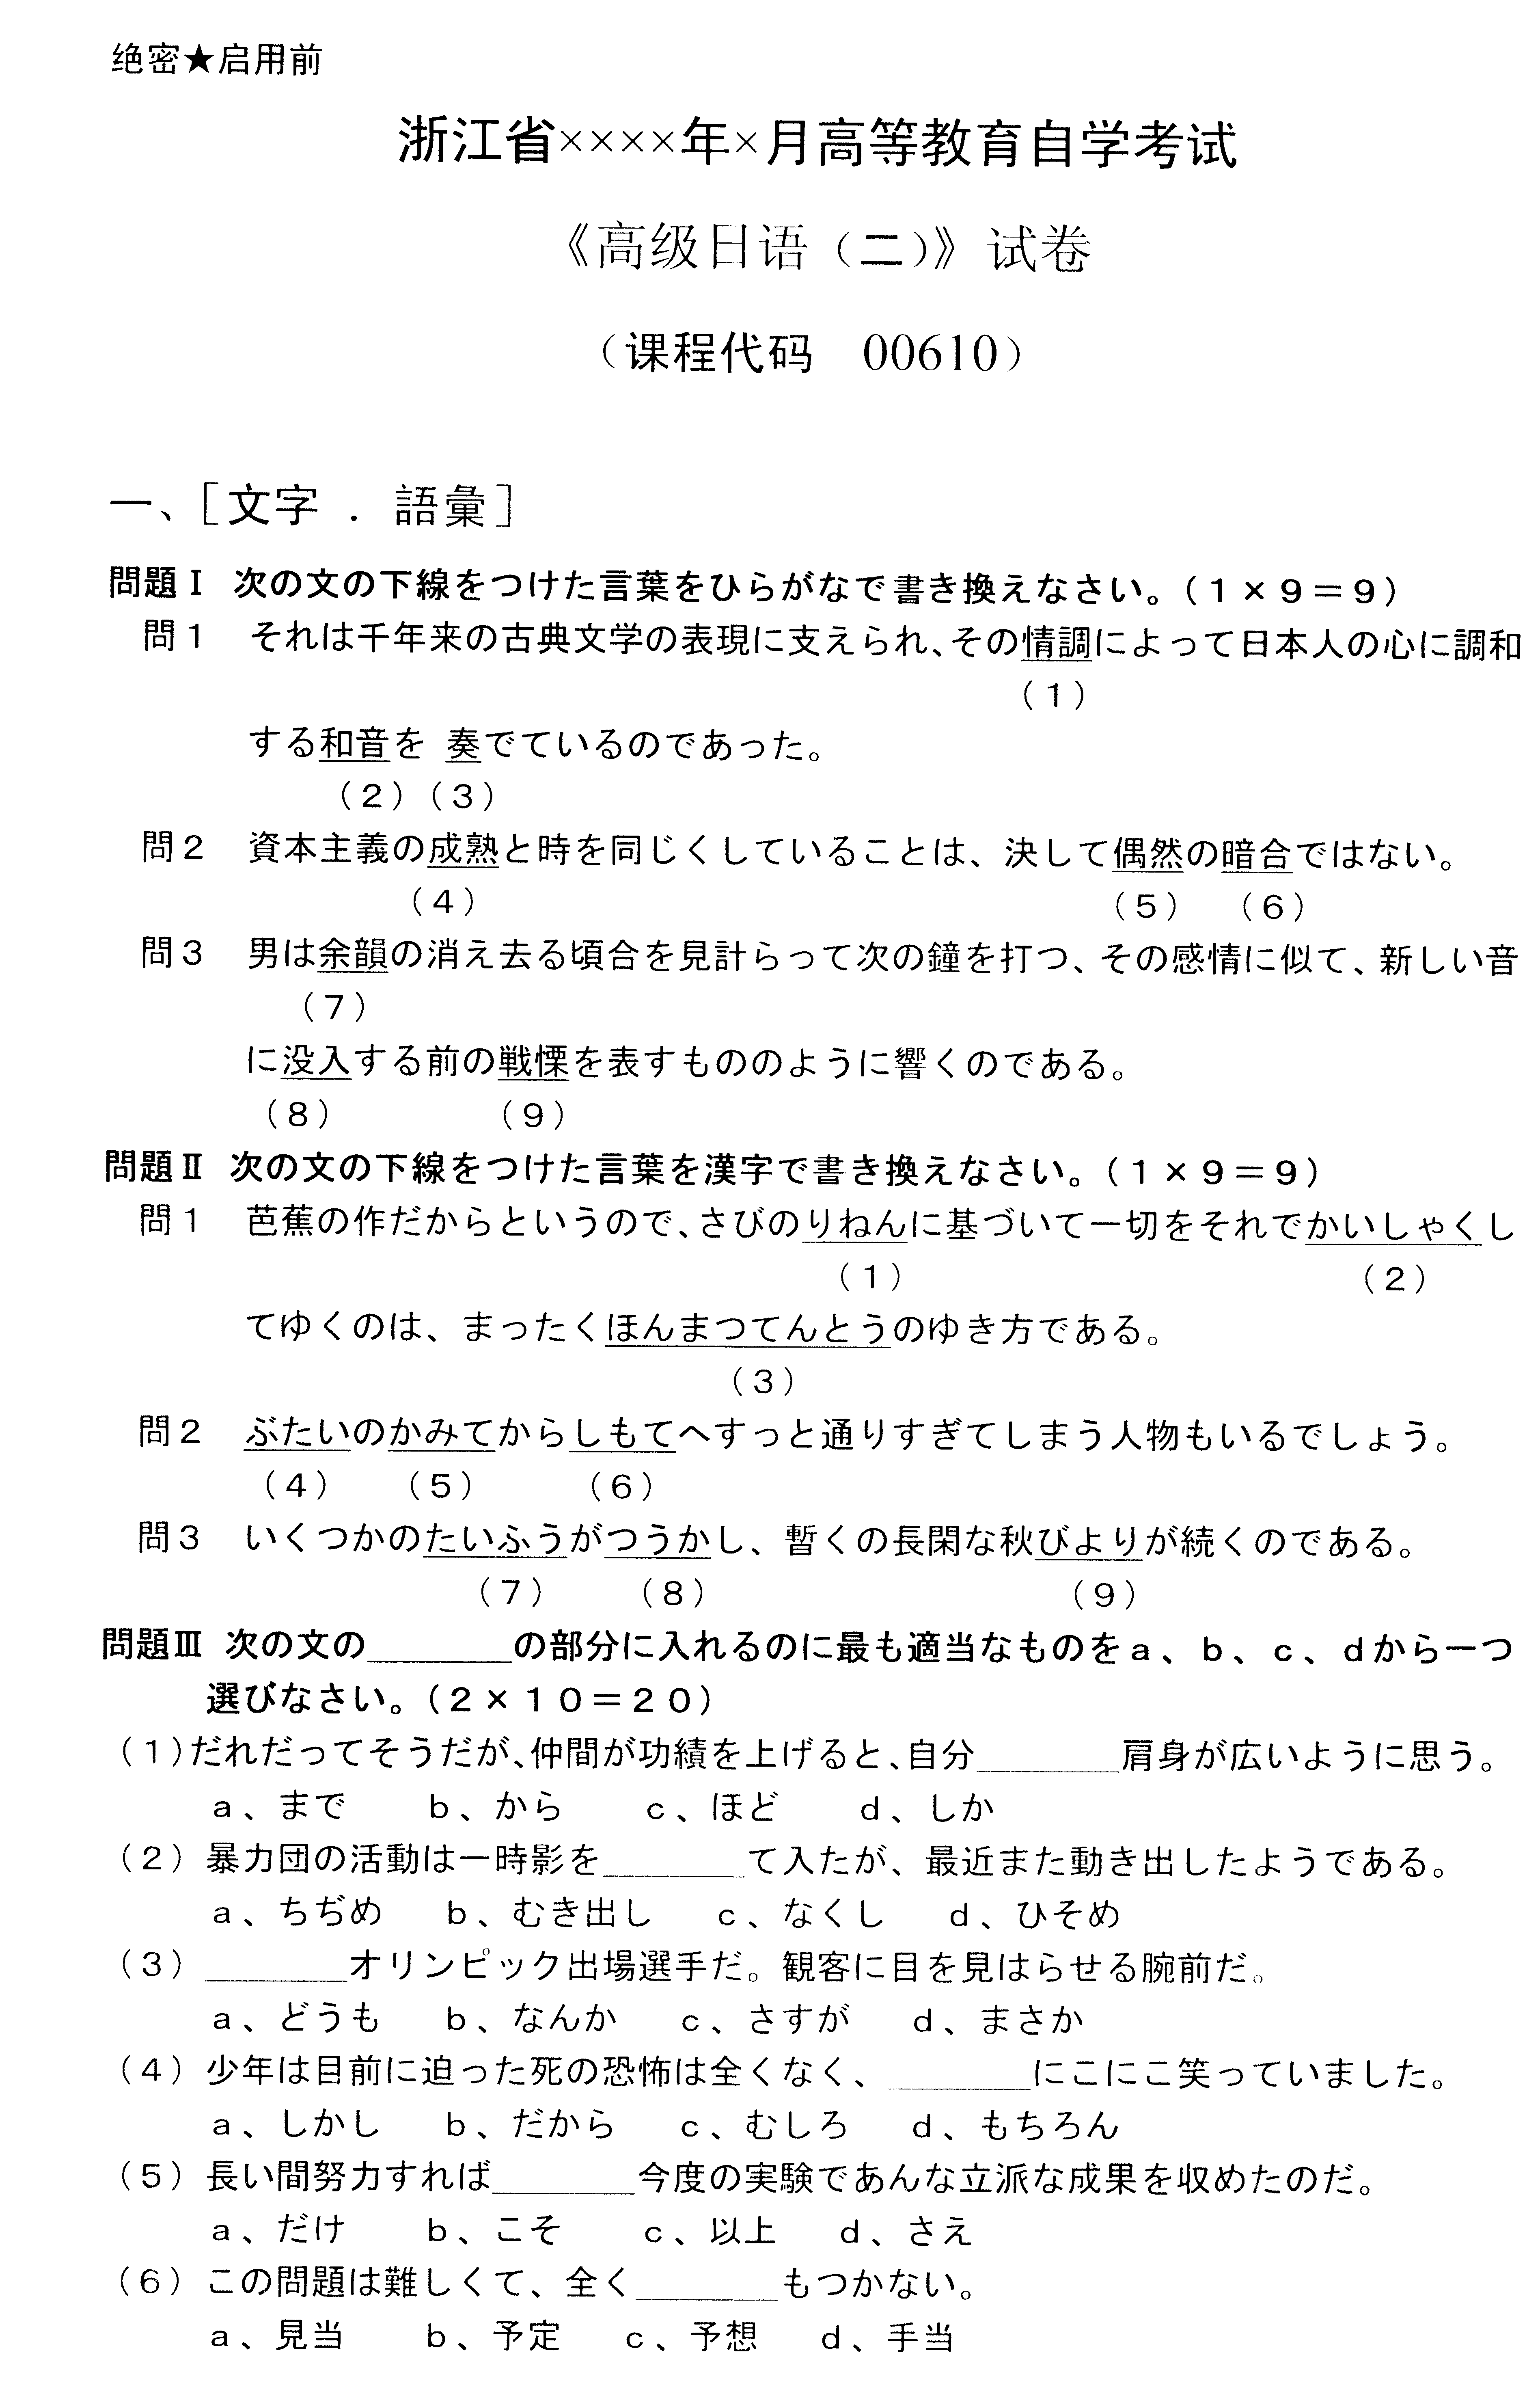 绝密★启用前
浙江省××××年×月高等教育自学考试
《高级日语(二)》试卷
(课程代码　00610)
一、[文字 . 語彙]
問題Ⅰ 次の文の下線をつけた言葉をひらがなで書き換えなさい。(1×9=9)
問1 それは千年来の古典文学の表現に支えられ、その情調によって日本人の心に調和
(1)
する和音を 奏でているのであった。
(2) (3)
問2 資本主義の成熟と時を同じくしていることは、決して偶然の暗合ではない。
(4) (5) (6)
問3 男は余韻の消え去る頃合を見計らって次の鐘を打つ、その感情に似て、新しい音
(7)
に没入する前の戦慄を表すもののように響くのである。
(8) (9)
問題Ⅱ 次の文の下線をつけた言葉を漢字で書き換えなさい。(1×9=9)
問1 芭蕉の作だからというので、さびのりねんに基づいて一切をそれでかいしゃくし
(1) (2)
てゆくのは、まったくほんまつてんとうのゆき方である。
(3)
問2 ぶたいのかみてからしもてへすっと通りすぎてしまう人物もいるでしょう。
(4) (5) (6)
問3 いくつかのたいふうがつうかし、暫くの長閑な秋びよりが続くのである。
(7) (8) (9)
問題Ⅲ 次の文の________の部分に入れるのに最も適当なものをa、b、c、dから一つ
選びなさい。(2×10=20)
(1)だれだってそうだが、仲間が功績を上げると、自分________肩身が広いように思う。
a、まで b、から c、ほど d、しか
(2)暴力団の活動は一時影を________て入たが、最近また動き出したようである。
a、ちぢめ b、むき出し c、なくし d、ひそめ
(3)________オリンピック出場選手だ。観客に目を見はらせる腕前だ。
a、どうも b、なんか c、さすが d、まさか
(4)少年は目前に迫った死の恐怖は全くなく、________にこにこ笑っていました。
a、しかし b、だから c、むしろ d、もちろん
(5)長い間努力すれば________今度の実験であんな立派な成果を収めたのだ。
a、だけ b、こそ c、以上 d、さえ
(6)この問題は難しくて、全く________もつかない。
a、見当 b、予定 c、予想 d、手当